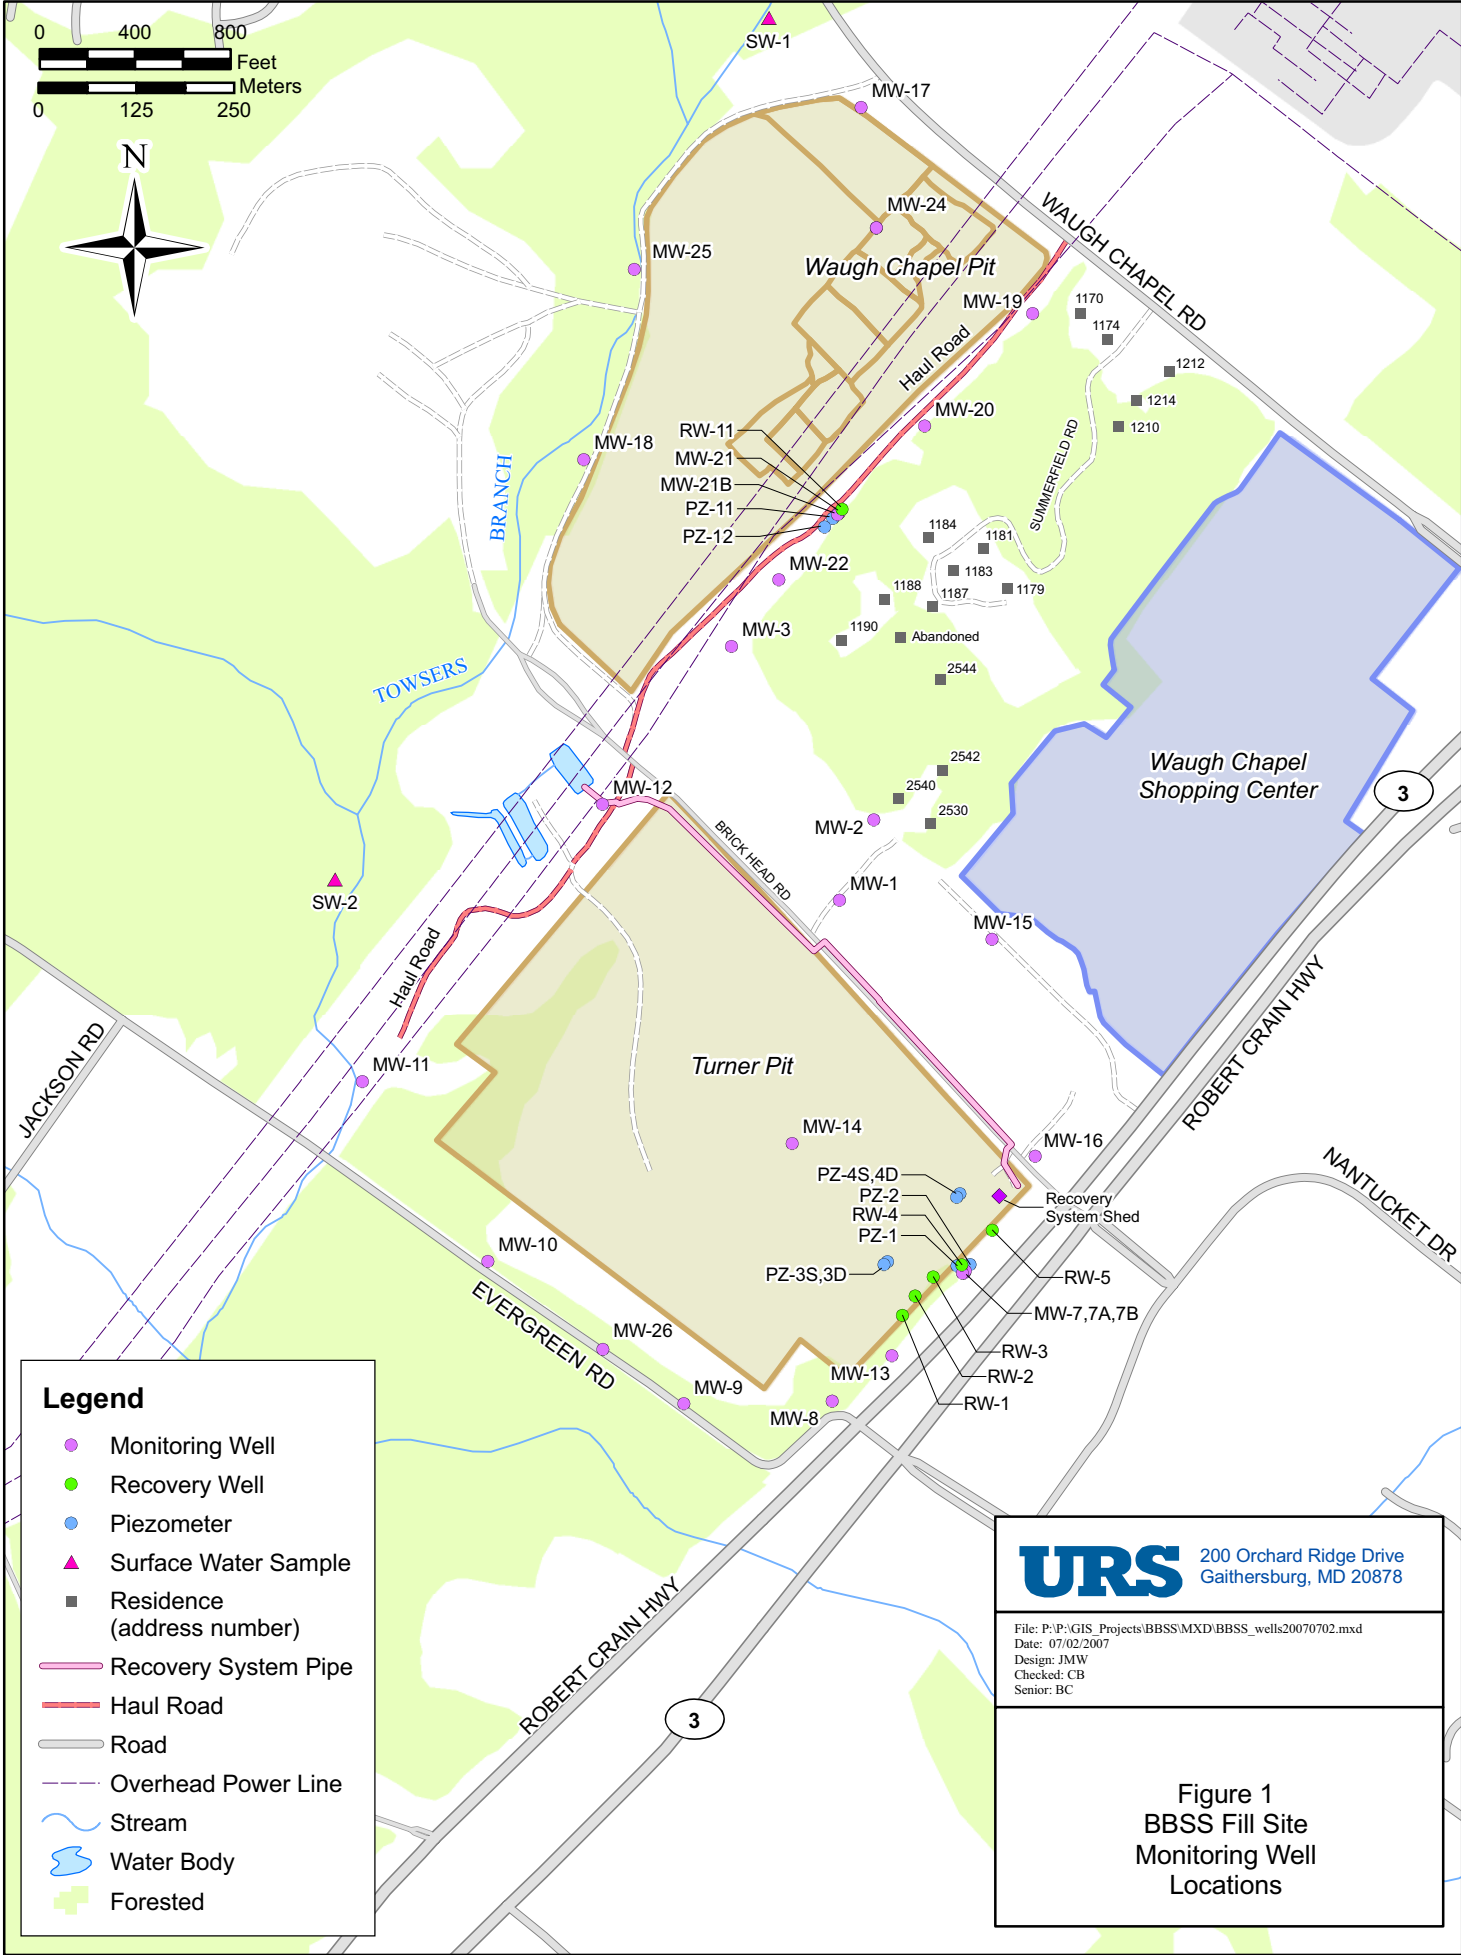 0 400 800
Feet
Meters
0 125 250
N
SW-1
MW-17
MW-24
WAUGH CHAPEL RD
MW-25
Waugh Chapel Pit
MW-19
1170
1174
Haul Road
1212
1214
1210
MW-20
RW-11
MW-18
MW-21
MW-21B
PZ-11
PZ-12
SUMMERFIELD RD
BRANCH
1184
1181
1183
1179
MW-22
1188
1187
1190
MW-3
Abandoned
TOWSERS
2544
Waugh Chapel
Shopping Center
3
2542
MW-12
2540
2530
MW-2
BRICK HEAD RD
SW-2
MW-1
MW-15
Haul Road
ROBERT CRAIN HWY
JACKSON RD
MW-11
Turner Pit
MW-14
MW-16
NANTUCKET DR
PZ-4S,4D
PZ-2
RW-4
PZ-1
Recovery
System Shed
MW-10
PZ-3S,3D
RW-5
MW-7,7A,7B
EVERGREEN RD
MW-26
RW-3
MW-13
RW-2
MW-9
RW-1
MW-8
Legend
Monitoring Well
Recovery Well
Piezometer
Surface Water Sample
Residence
(address number)
Recovery System Pipe
Haul Road
Road
Overhead Power Line
Stream
Water Body
Forested
ROBERT CRAIN HWY
3
URS
200 Orchard Ridge Drive
Gaithersburg, MD 20878
File: P:\P:\GIS_Projects\BBSS\MXD\BBSS_wells20070702.mxd
Date: 07/02/2007
Design: JMW
Checked: CB
Senior: BC
Figure 1
BBSS Fill Site
Monitoring Well
Locations